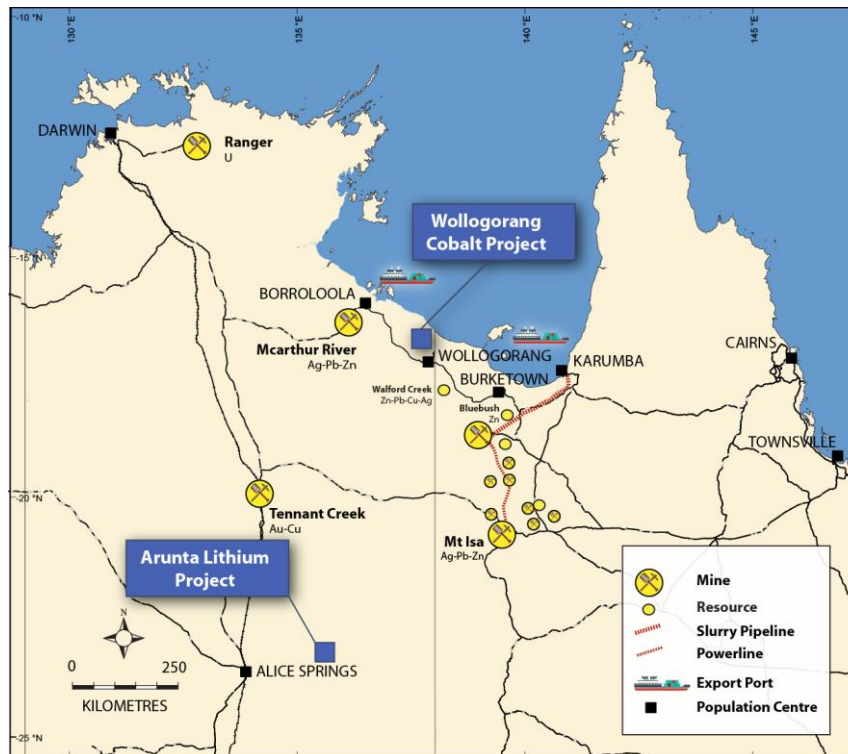 -10 °N
130 °E
135 °E
140 °E
145 °E
DARWIN
Ranger
U
Wollogorang
Cobalt Project
-15 °N
BORROLOOLA
Mcarthur River
Ag-Pb-Zn
WOLLOGORANG
KARUMBA
CAIRNS
Walford Creek
Zn-Pb-Cu-Ag
BURKETOWN
Bluebush
Zn
TOWNSVILLE
-20 °N
Tennant Creek
Au-Cu
Mt Isa
Ag-Pb-Zn
Arunta Lithium
Project
N
0 250
KILOMETRES
ALICE SPRINGS
-25 °N
Mine
Resource
Slurry Pipeline
Powerline
Export Port
Population Centre